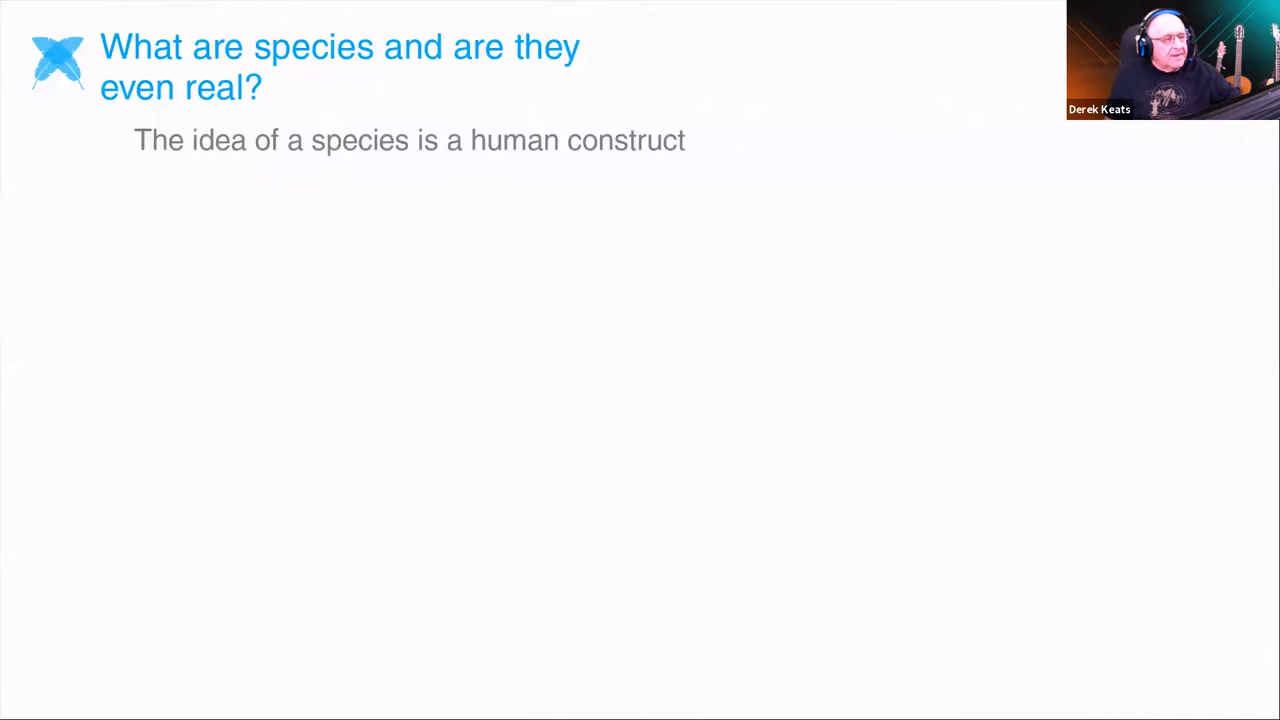 What are species and are they
even real?
The idea of a species is a human construct
Derek Keats